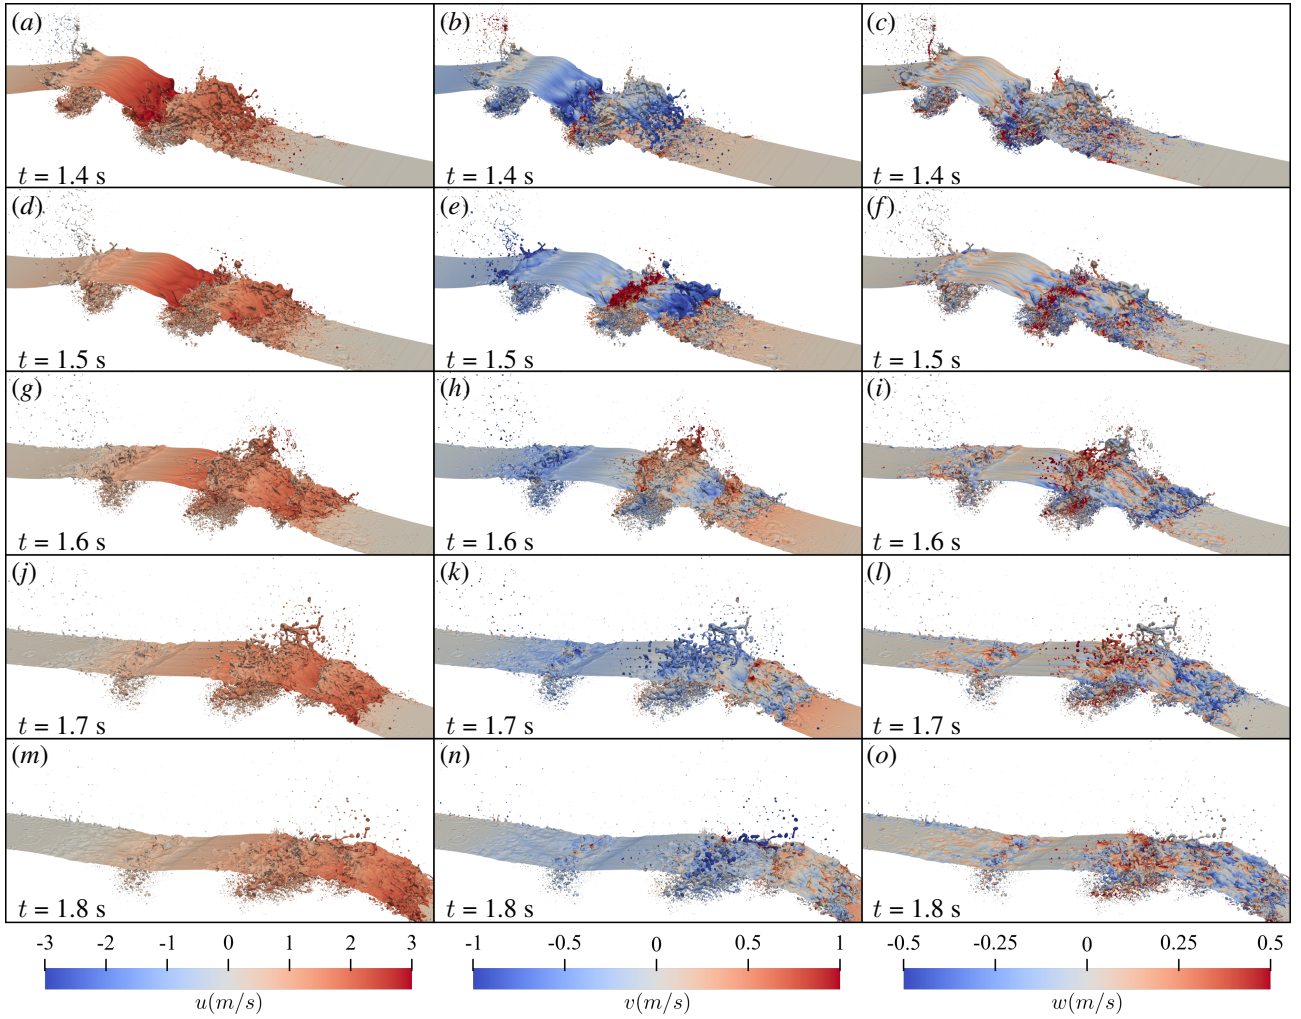 (a) (b) (c)
t = 1.4 s t = 1.4 s t = 1.4 s
(d) (e) (f)
t = 1.5 s t = 1.5 s t = 1.5 s
(g) (h) (i)
t = 1.6 s t = 1.6 s t = 1.6 s
(j) (k) (l)
t = 1.7 s t = 1.7 s t = 1.7 s
(m) (n) (o)
t = 1.8 s t = 1.8 s t = 1.8 s
-3 -2 -1 0 1 2 3 -1 -0.5 0 0.5 1 -0.5 -0.25 0 0.25 0.5
u(m/s) v(m/s) w(m/s)